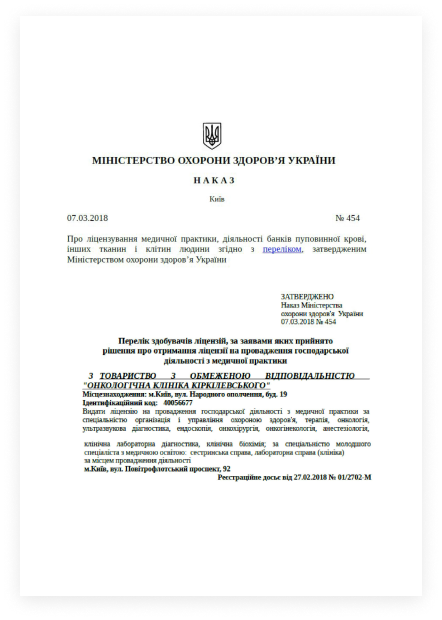 МІНІСТЕРСТВО ОХОРОНИ ЗДОРОВ’Я УКРАЇНИ
Н А К А З
Київ
07.03.2018 № 454
Про ліцензування медичної практики, діяльності банків пуповинної крові,
інших тканин і клітин людини згідно з переліком, затвердженим
Міністерством охорони здоров’я України
ЗАТВЕРДЖЕНО
Наказ Міністерства
охорони здоров'я України
07.03.2018 № 454
Перелік здобувачів ліцензій, за заявами яких прийнято
рішення про отримання ліцензії на провадження господарської
діяльності з медичної практики
3 ТОВАРИСТВО З ОБМЕЖЕНОЮ ВІДПОВІДАЛЬНІСТЮ
"ОНКОЛОГІЧНА КЛІНІКА КІРКІЛЕВСЬКОГО"
Місцезнаходження: м.Київ, вул. Народного ополчення, буд. 19
Ідентифікаційний код: 40056677
Видати ліцензію на провадження господарської діяльності з медичної практики за
спеціальністю організація і управління охороною здоров'я, терапія, онкологія,
ультразвукова діагностика, ендоскопія, онкохірургія, онкогінекологія, анестезіологія,
клінічна лабораторна діагностика, клінічна біохімія; за спеціальністю молодшого
спеціаліста з медичною освітою: сестринська справа, лабораторна справа (клініка)
за місцем провадження діяльності
м.Київ, вул. Повітрофлотський проспект, 92
Реєстраційне досьє від 27.02.2018 № 01/2702-М